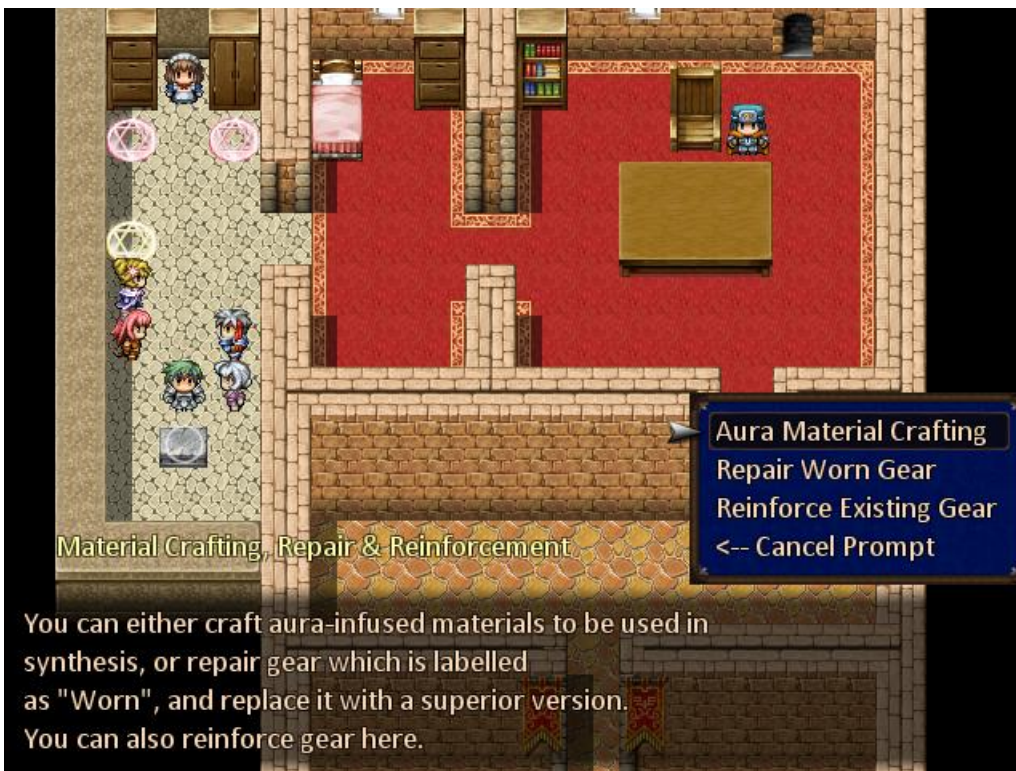 Aura Material Crafting
Repair Worn Gear
Reinforce Existing Gear
<-- Cancel Prompt
Material Crafting, Repair & Reinforcement
You can either craft aura-infused materials to be used in
synthesis, or repair gear which is labelled
as "Worn", and replace it with a superior version.
You can also reinforce gear here.